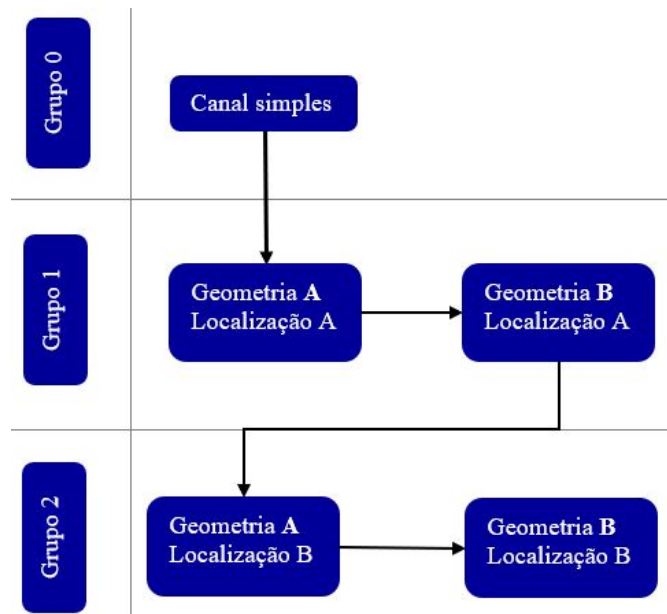 Grupo 0
Canal simples
Grupo 1
Geometria A
Localização A
Geometria B
Localização A
Grupo 2
Geometria A
Localização B
Geometria B
Localização B